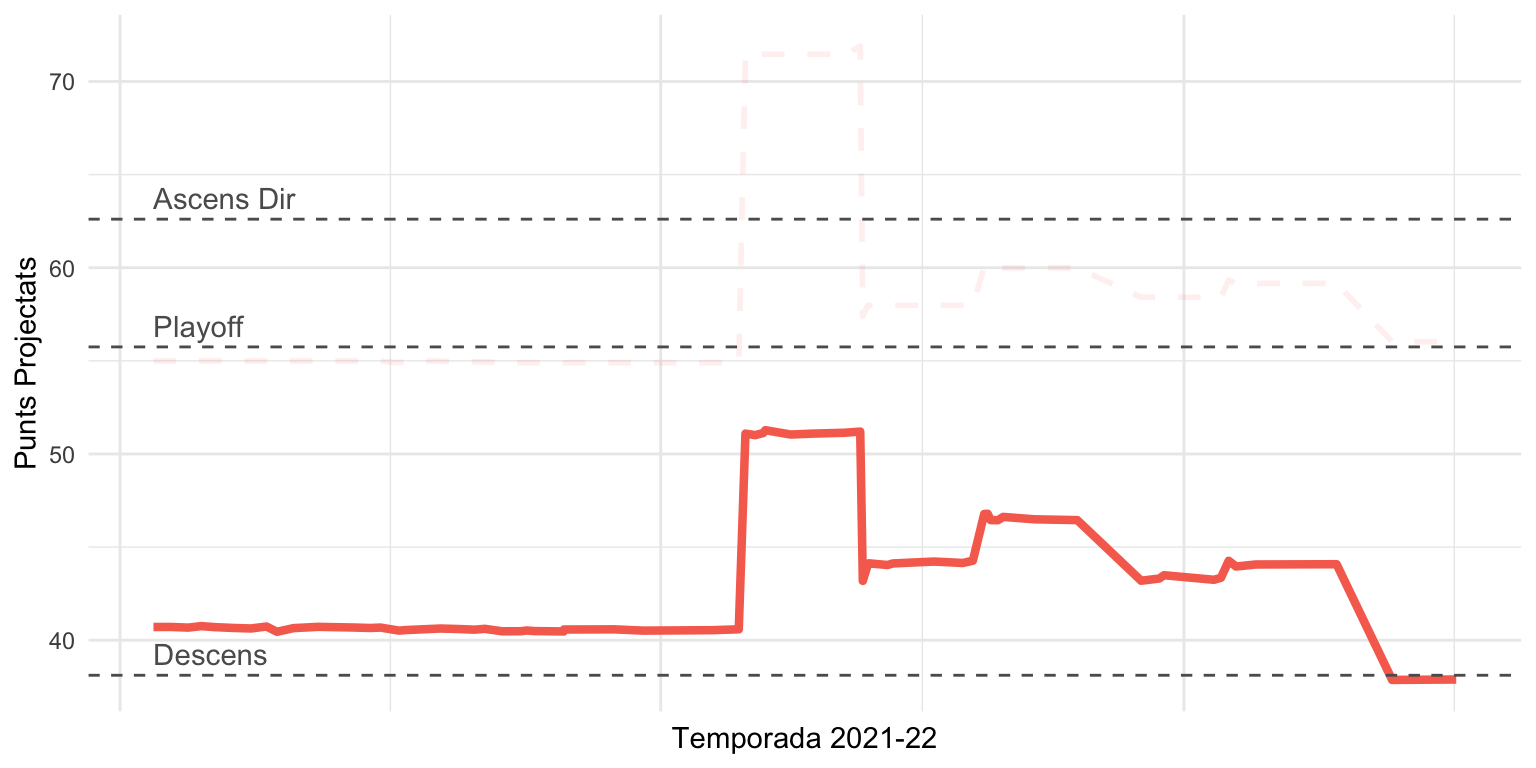 70
Ascens Dir
60
Playoff
50
40
Descens
Punts Projectats
Temporada 2021-22